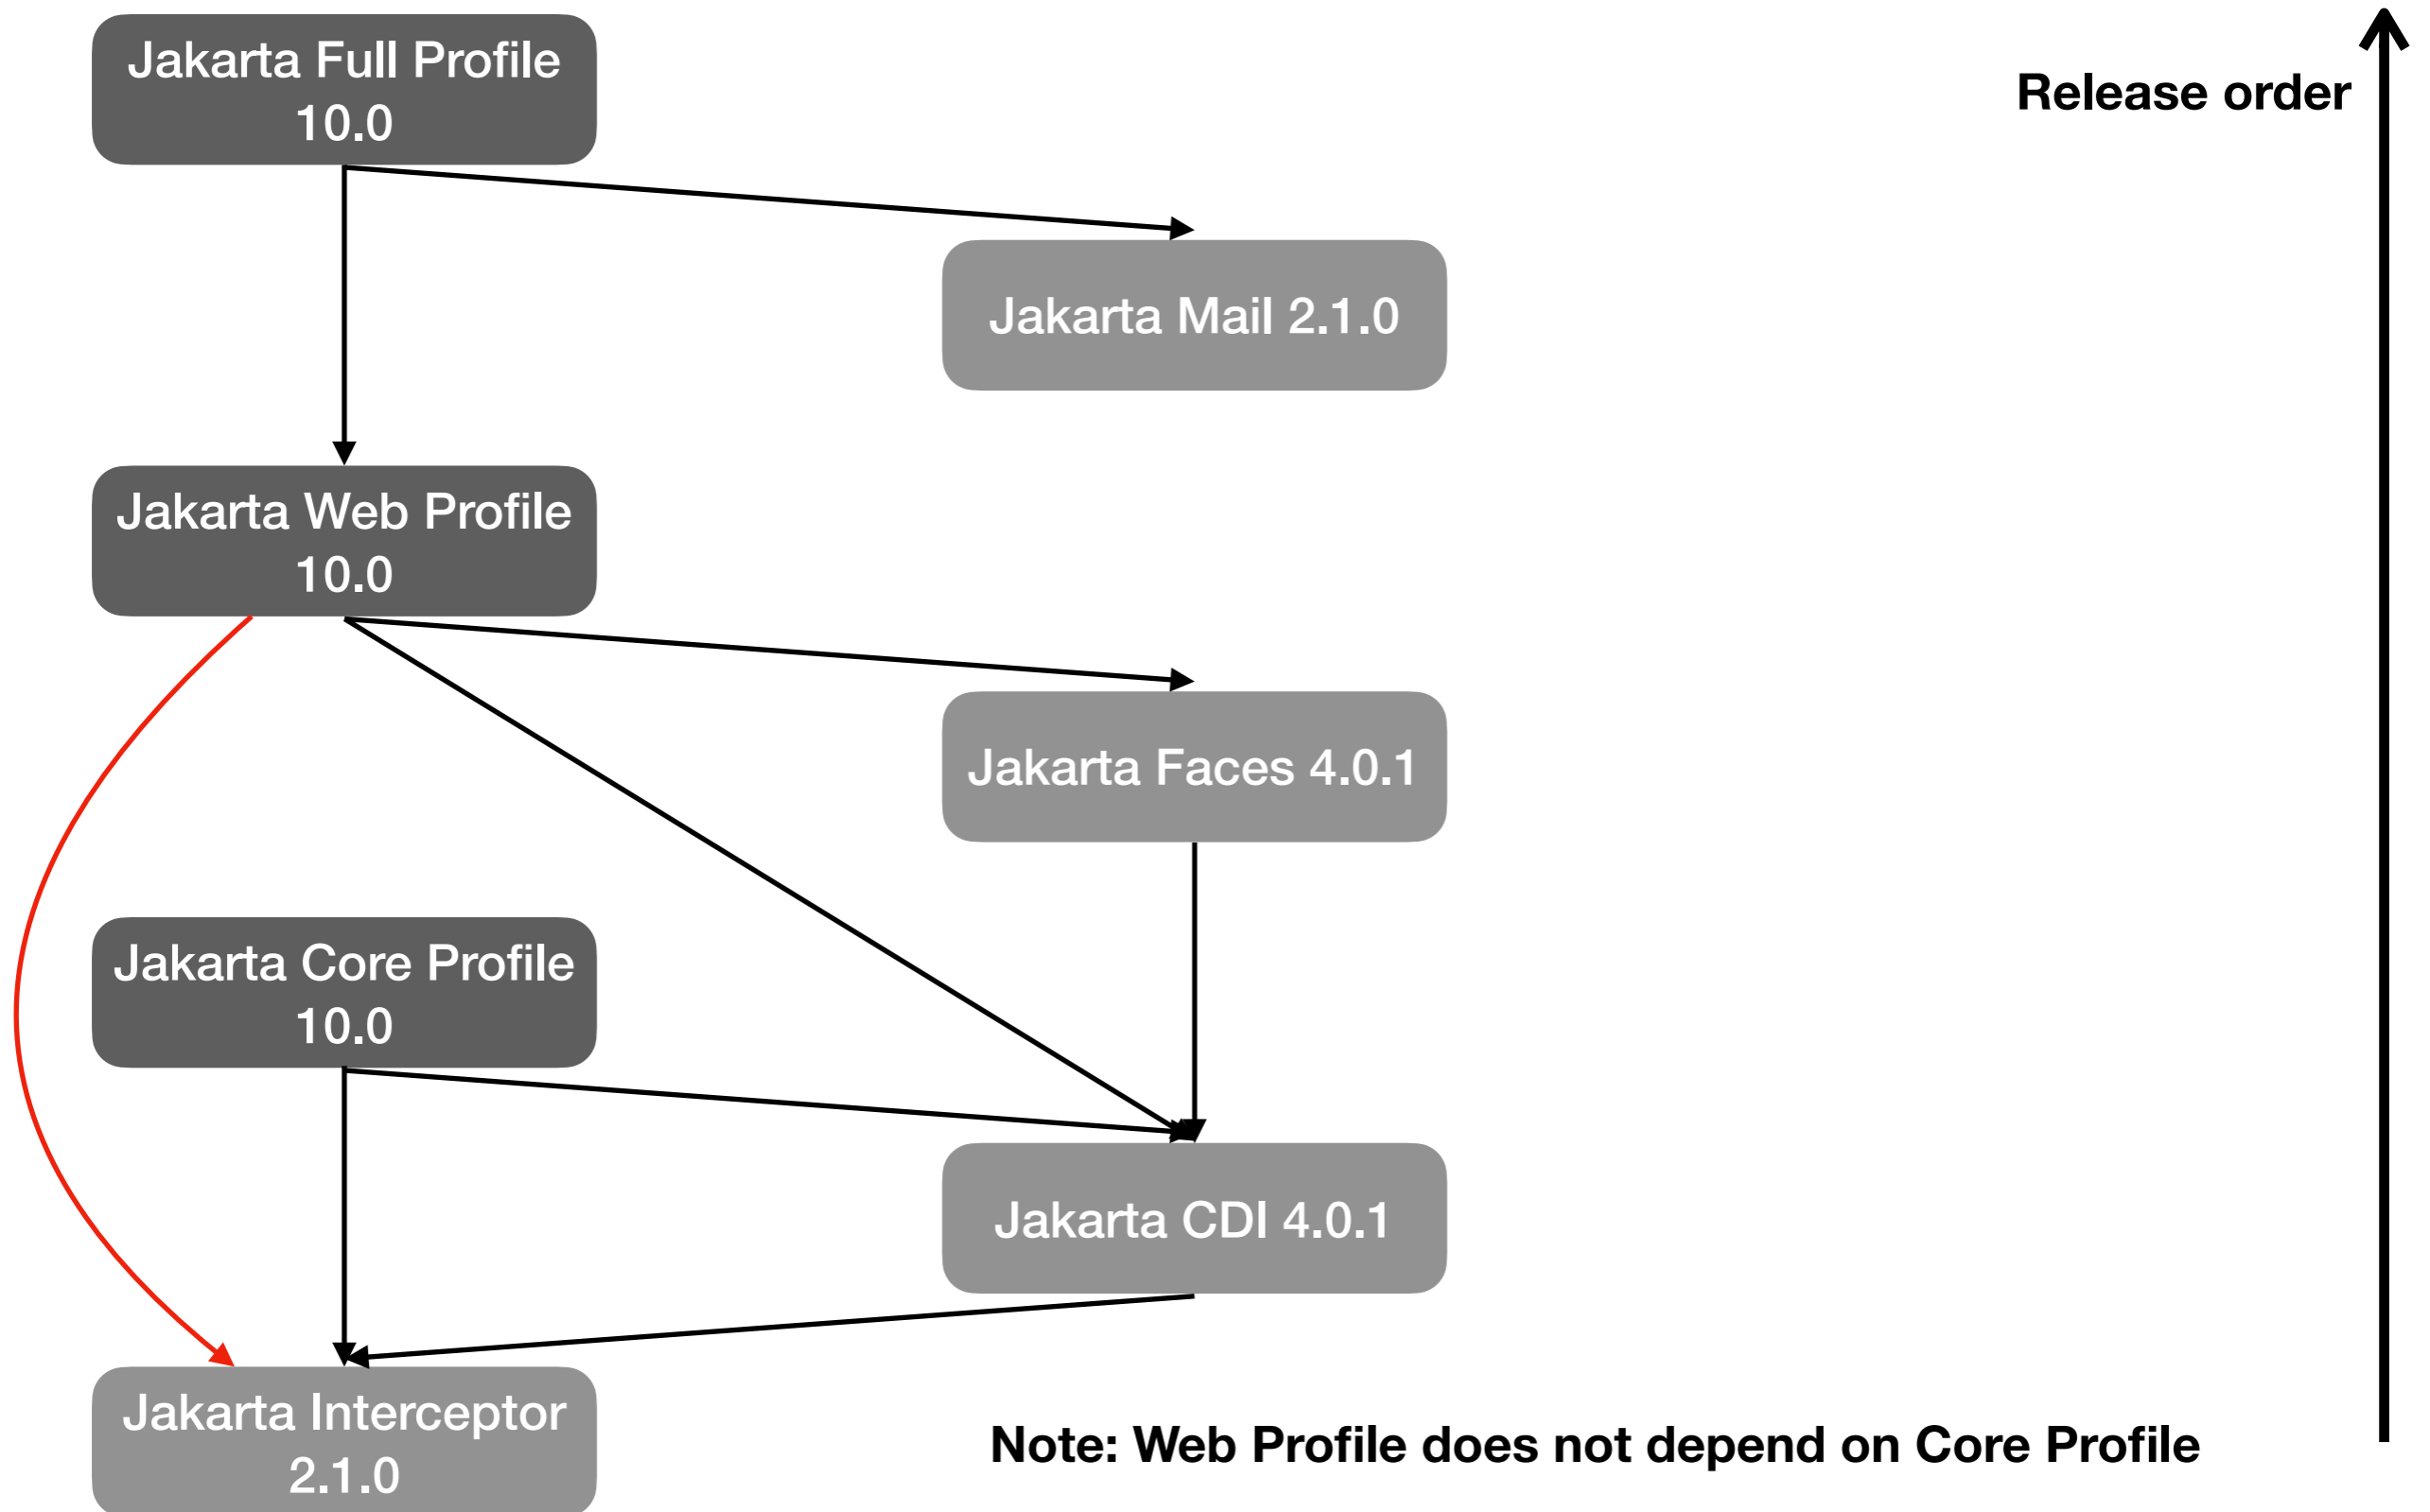 Jakarta Full Profile
10.0
Release order
Jakarta Mail 2.1.0
Jakarta Web Profile
10.0
Jakarta Faces 4.0.1
Jakarta Core Profile
10.0
Jakarta CDI 4.0.1
Jakarta Interceptor
2.1.0
Note: Web Profile does not depend on Core Profile